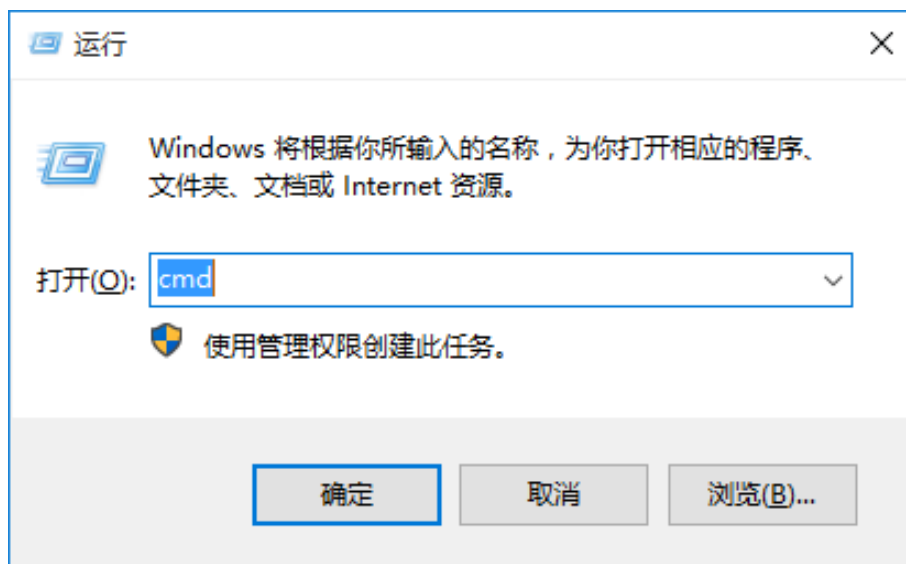 运行
Windows 将根据你所输入的名称，为你打开相应的程序、
文件夹、文档或 Internet 资源。
打开(O): cmd
使用管理权限创建此任务。
确定 取消 浏览(B)...